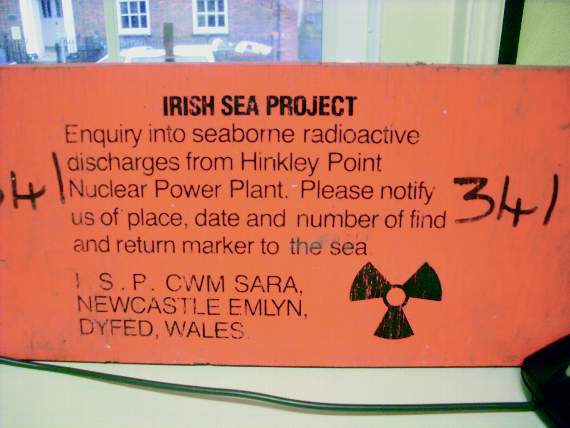 IRISH SEA PROJECT
Enquiry into seaborne radioactive
discharges from Hinkley Point
Nuclear Power Plant. Please notify
us of place, date and number of find
and return marker to the sea
341
341
I . S . P . CWM SARA,
NEWCASTLE EMLYN,
DYFED, WALES.